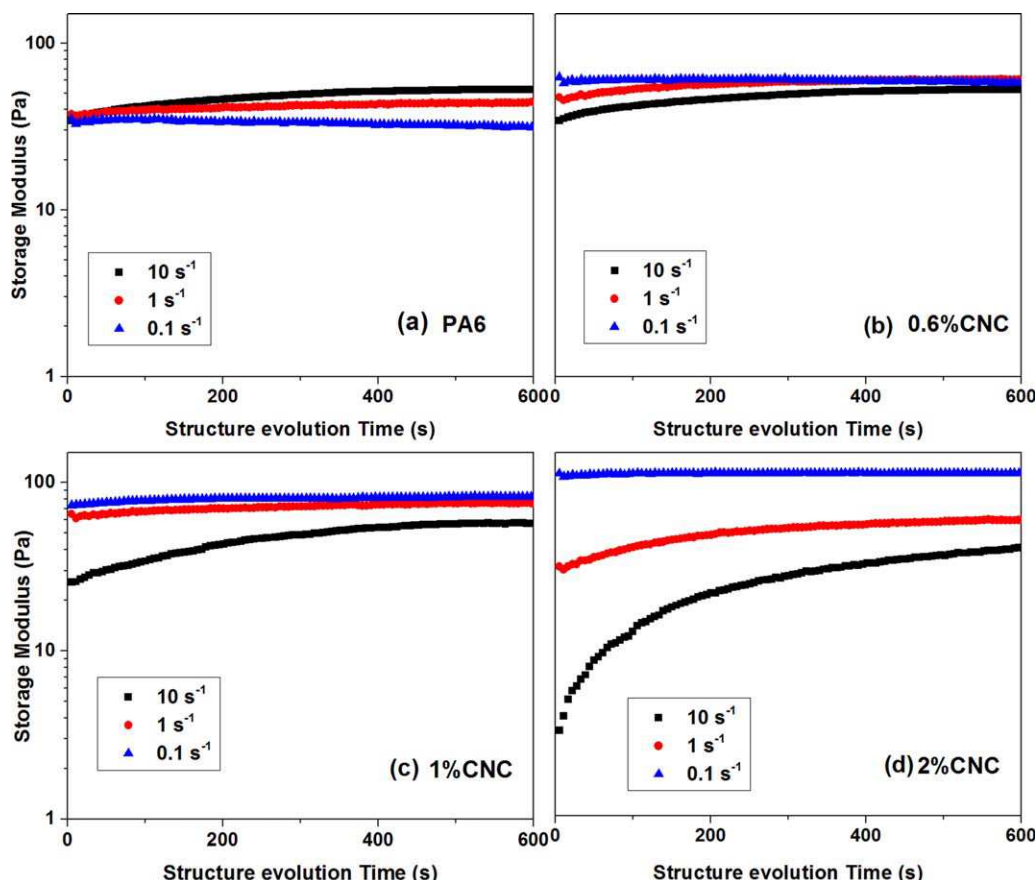 100
10
1
Storage Modulus (Pa)
10 s-1
1 s-1
0.1 s-1
(a) PA6
0 200 400 600
Structure evolution Time (s)
10 s-1
1 s-1
0.1 s-1
(b) 0.6%CNC
0 200 400 600
Structure evolution Time (s)
100
10
1
Storage Modulus (Pa)
10 s-1
1 s-1
0.1 s-1
(c) 1%CNC
0 200 400 600
Structure evolution Time (s)
10 s-1
1 s-1
0.1 s-1
(d) 2%CNC
0 200 400 600
Structure evolution Time (s)